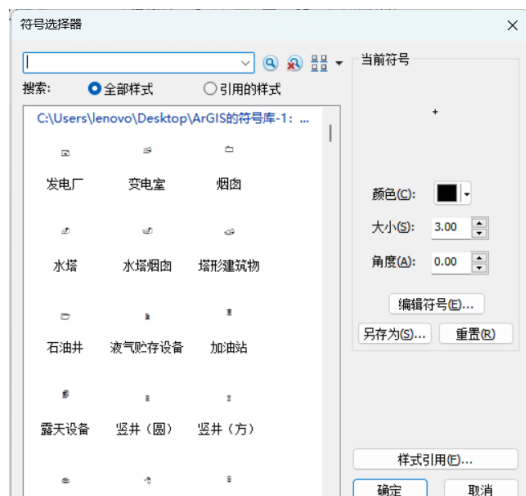 符号选择器
搜索:
全部样式
引用的样式
C:\Users\lenovo\Desktop\ArGIS的符号库-1: ...
发电厂
变电室
烟囱
水塔
水塔烟囱
塔形建筑物
石油井
液气贮存设备
加油站
露天设备
竖井（圆）
竖井（方）
当前符号
颜色(C):
大小(S):
3.00
角度(A):
0.00
编辑符号(E)...
另存为(S)...
重置(R)
样式引用(F)...
确定
取消